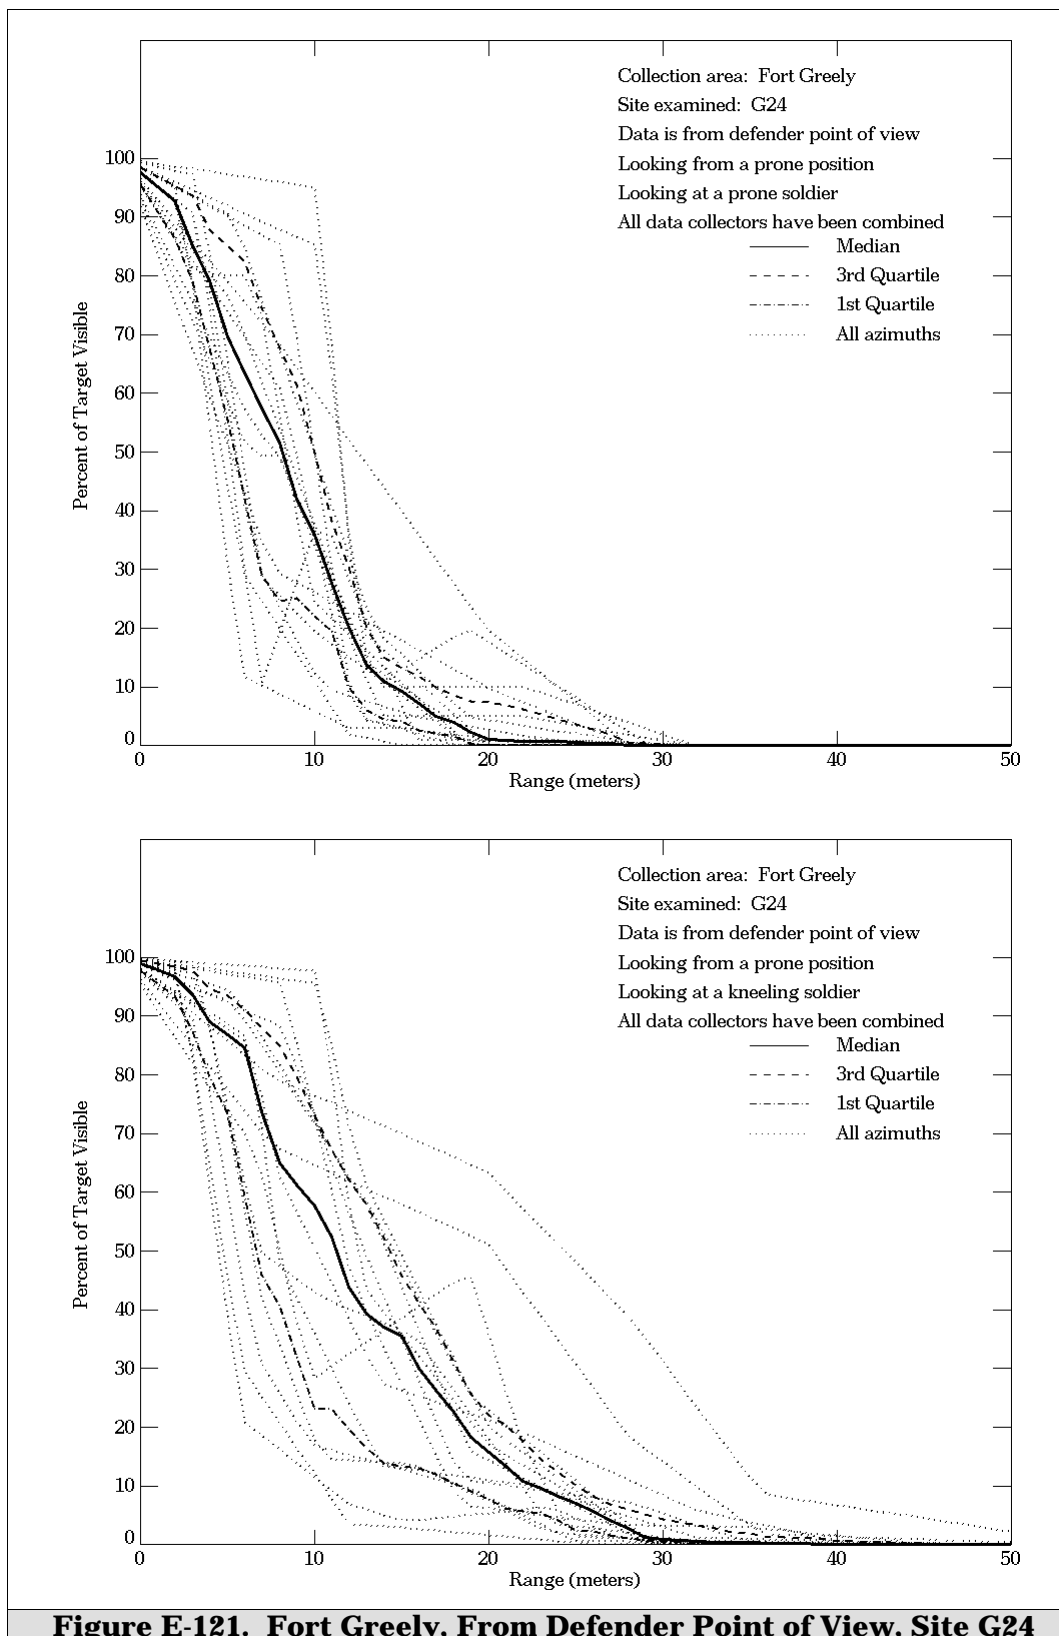 Collection area: Fort Greely
Site examined: G24
Data is from defender point of view
Looking from a prone position
Looking at a prone soldier
All data collectors have been combined
Median
3rd Quartile
1st Quartile
All azimuths
100
90
80
70
60
50
40
30
20
10
0
Percent of Target Visible
0 10 20 30 40 50
Range (meters)
Collection area: Fort Greely
Site examined: G24
Data is from defender point of view
Looking from a prone position
Looking at a kneeling soldier
All data collectors have been combined
Median
3rd Quartile
1st Quartile
All azimuths
100
90
80
70
60
50
40
30
20
10
0
Percent of Target Visible
0 10 20 30 40 50
Range (meters)
Figure E-121. Fort Greely, From Defender Point of View, Site G24